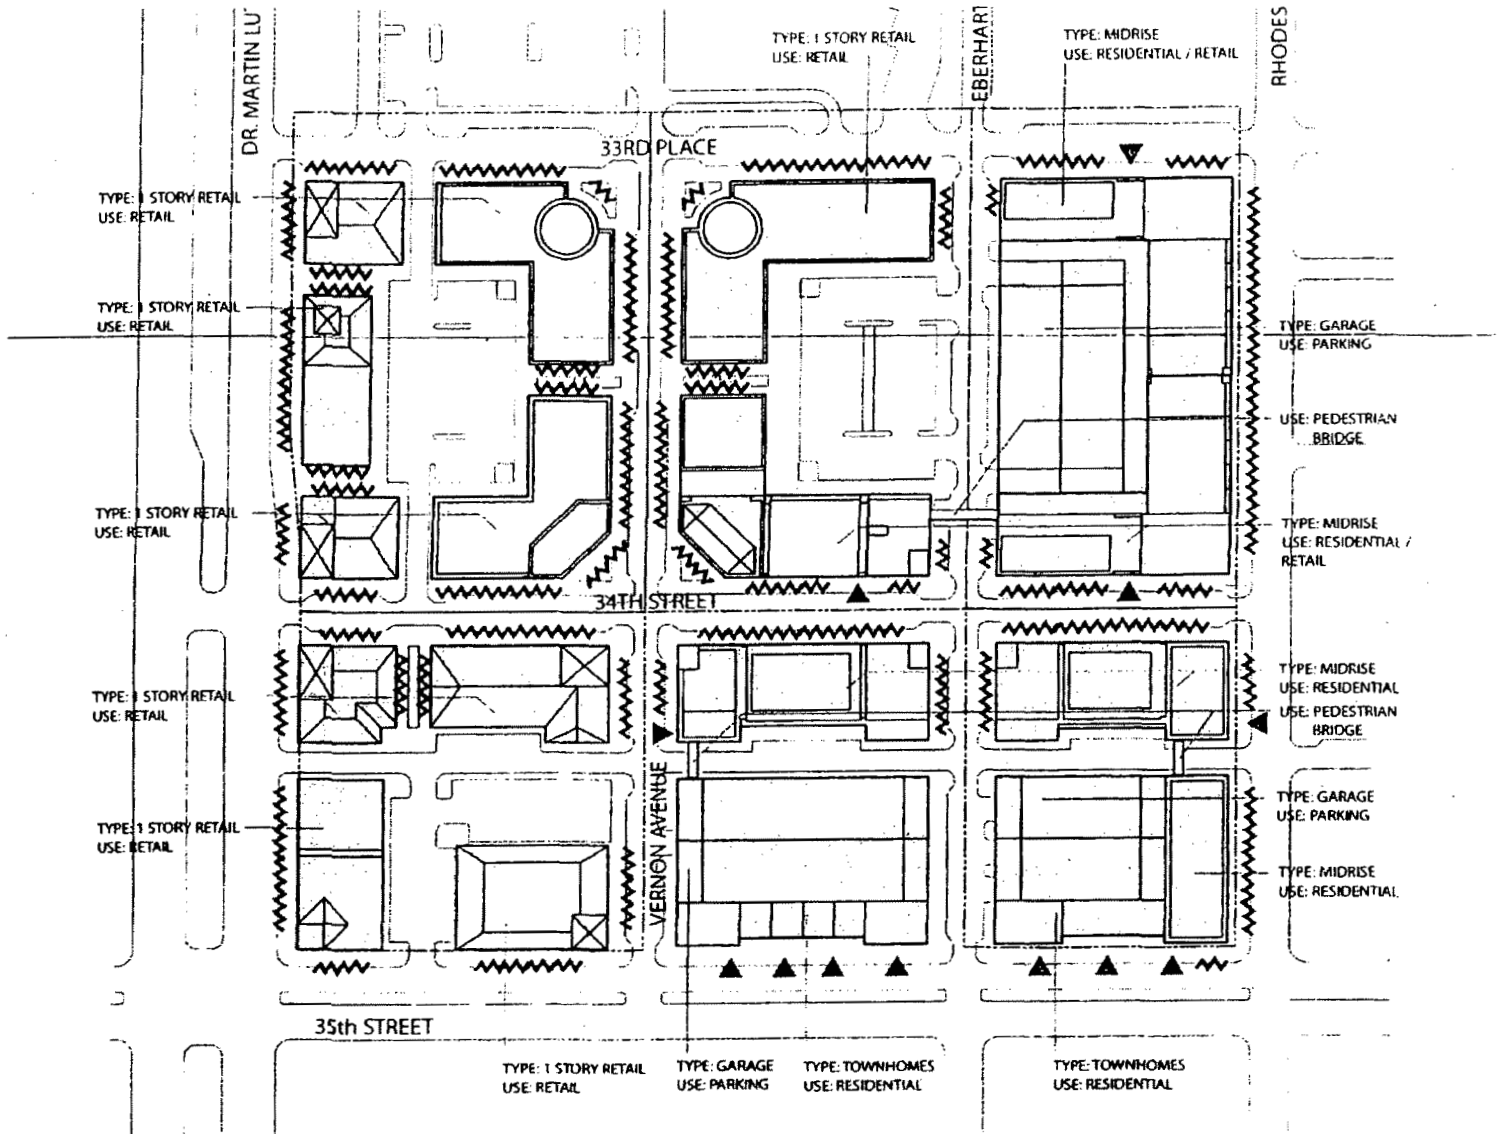 DR. MARTIN LU
TYPE: 1 STORY RETAIL
USE: RETAIL
EBERHART
TYPE: MIDRISE
USE: RESIDENTIAL / RETAIL
RHODES
33RD PLACE
TYPE: 1 STORY RETAIL
USE: RETAIL
TYPE: 1 STORY RETAIL
USE: RETAIL
TYPE: GARAGE
USE: PARKING
USE: PEDESTRIAN
BRIDGE
TYPE: 1 STORY RETAIL
USE: RETAIL
TYPE: MIDRISE
USE: RESIDENTIAL /
RETAIL
34TH STREET
TYPE: 1 STORY RETAIL
USE: RETAIL
TYPE: MIDRISE
USE: RESIDENTIAL
USE: PEDESTRIAN
BRIDGE
VERNON AVENUE
TYPE: 1 STORY RETAIL
USE: RETAIL
TYPE: GARAGE
USE: PARKING
TYPE: MIDRISE
USE: RESIDENTIAL
35th STREET
TYPE: 1 STORY RETAIL
USE: RETAIL
TYPE: GARAGE
USE: PARKING
TYPE: TOWNHOMES
USE: RESIDENTIAL
TYPE: TOWNHOMES
USE: RESIDENTIAL